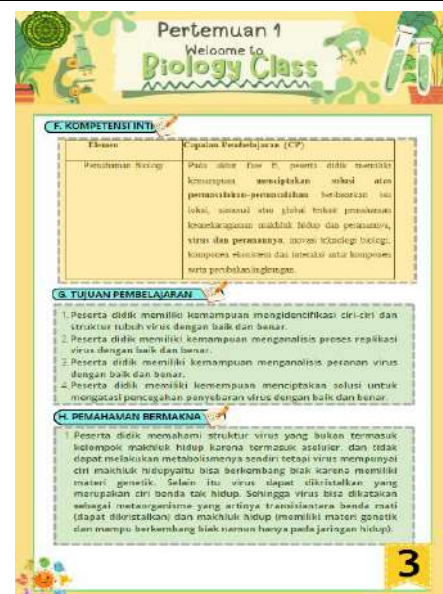 Pertemuan 1
Welcome to
Biology Class
F. KOMPETENSI INTI
Elemen Capaian Pembelajaran (CP)
Pemahaman Biologi Pada akhir fase E, peserta didik memiliki
kemampuan menciptakan solusi atas
permasalahan-permasalahan berdasarkan isu
lokal, nasional atau global terkait pemahaman
keanekaragaman makhluk hidup dan peranannya,
virus dan peranannya, inovasi teknologi biologi,
komponen ekosistem dan interaksi antar komponen
serta perubahan lingkungan.
G. TUJUAN PEMBELAJARAN
1. Peserta didik memiliki kemampuan mengidentifikasi ciri-ciri dan
struktur tubuh virus dengan baik dan benar.
2. Peserta didik memiliki kemampuan menganalisis proses replikasi
virus dengan baik dan benar.
3. Peserta didik memiliki kemampuan menganalisis peranan virus
dengan baik dan benar.
4. Peserta didik memiliki kemempuan menciptakan solusi untuk
mengatasi pencegahan penyebaran virus dengan baik dan benar.
H. PEMAHAMAN BERMAKNA
1. Peserta didik memahami struktur virus yang bukan termasuk
kelompok makhluk hidup karena termasuk aseluler, dan tidak
dapat melakukan metabolismenya sendiri tetapi virus mempunyai
ciri makhluk hidupyaitu bisa berkembang biak karena memiliki
materi genetik. Selain itu virus dapat dikristalkan yang
merupakan ciri benda tak hidup. Sehingga virus bisa dikatakan
sebagai metaorganisme yang artinya transisiantara benda mati
(dapat dikristalkan) dan makhluk hidup (memiliki materi genetik
dan mampu berkembang biak namun hanya pada jaringan hidup).
3